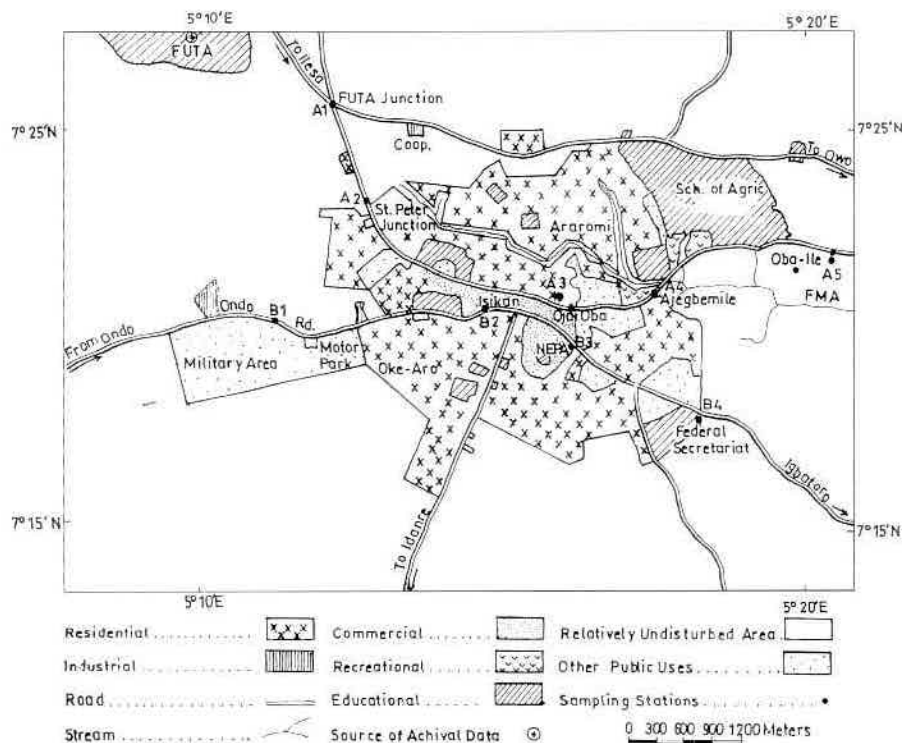 5° 10'E
5° 20'E
FUTA
To Ilesa
FUTA Junction
A1
7° 25'N
7° 25'N
Coop.
To Owo
Sch. of Agric
A2
St. Peter
Junction
Araromi
Oba-Ile
A5
A3
A4
Ajegbemile
FMA
Ondo
B1
Rd.
Isikan
B2
Oja Oba
From Ondo
Motor
Park
Military Area
Oke-Aro
NEPA
B3
B4
Federal
Secretariat
Igbatoro
7° 15'N
7° 15'N
To Idanre
5° 10'E
5° 20'E
Residential
Commercial
Relatively Undisturbed Area
Industrial
Recreational
Other Public Uses
Road
Educational
Sampling Stations
Stream
Source of Achival Data
0 300 600 900 1200 Meters